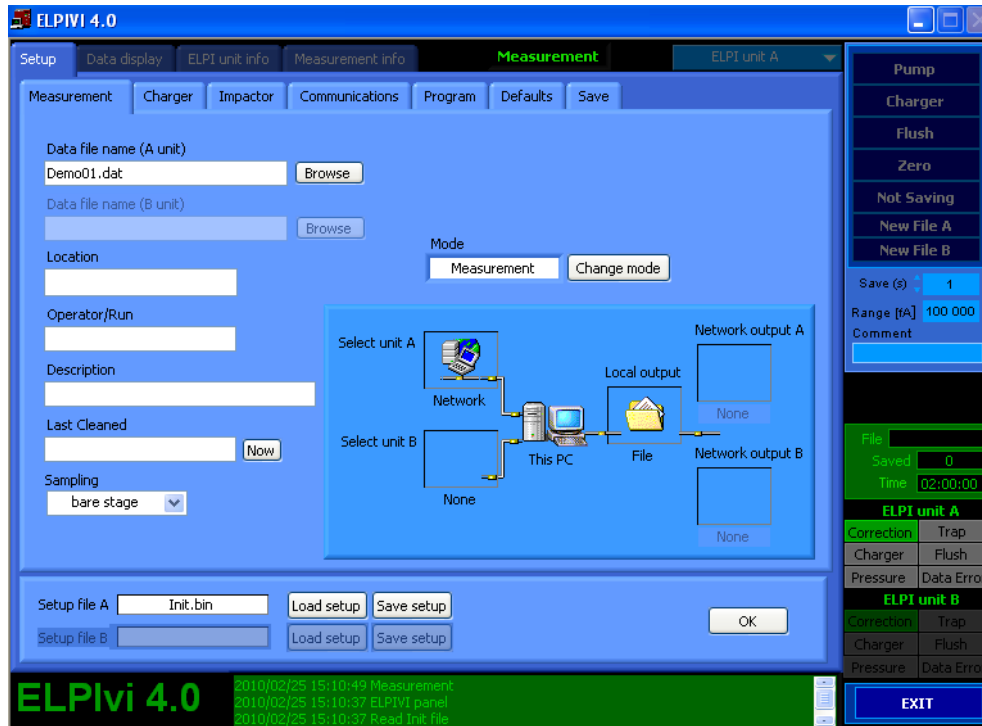 ELPIVI 4.0
Setup
Data display
ELPI unit info
Measurement info
Measurement
ELPI unit A
Measurement
Charger
Impactor
Communications
Program
Defaults
Save
Data file name (A unit)
Demo01.dat
Browse
Data file name (B unit)
Browse
Location
Operator/Run
Description
Last Cleaned
Now
Sampling
bare stage
Mode
Measurement
Change mode
Select unit A
Network
Select unit B
None
This PC
Local output
File
Network output A
None
Network output B
None
Setup file A
Init.bin
Load setup
Save setup
Setup file B
Load setup
Save setup
OK
ELPIvi 4.0
2010/02/25 15:10:49 Measurement
2010/02/25 15:10:37 ELPIVI panel
2010/02/25 15:10:37 Read Init file
Pump
Charger
Flush
Zero
Not Saving
New File A
New File B
Save (s)
1
Range [fA]
100 000
Comment
File
Saved
0
Time
02:00:00
ELPI unit A
Correction
Trap
Charger
Flush
Pressure
Data Erro
ELPI unit B
Correction
Trap
Charger
Flush
Pressure
Data Erro
EXIT